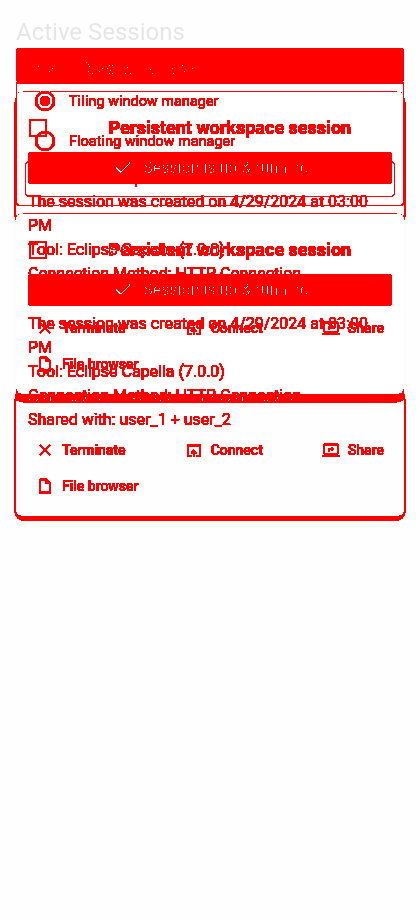 Active Sessions
Tiling window manager
Persistent workspace session
Floating window manager
Session is up & running
The session was created on 4/29/2024 at 03:00
PM
Tool: Eclipse Capella (7.0.0)
Persistent workspace session
Connection Method: HTTP Connection
Session is up & running
The session was created on 4/29/2024 at 03:00
Terminate Connect Share
PM
File browser
Tool: Eclipse Capella (7.0.0)
Connection Method: HTTP Connection
Shared with: user_1 + user_2
Terminate Connect Share
File browser